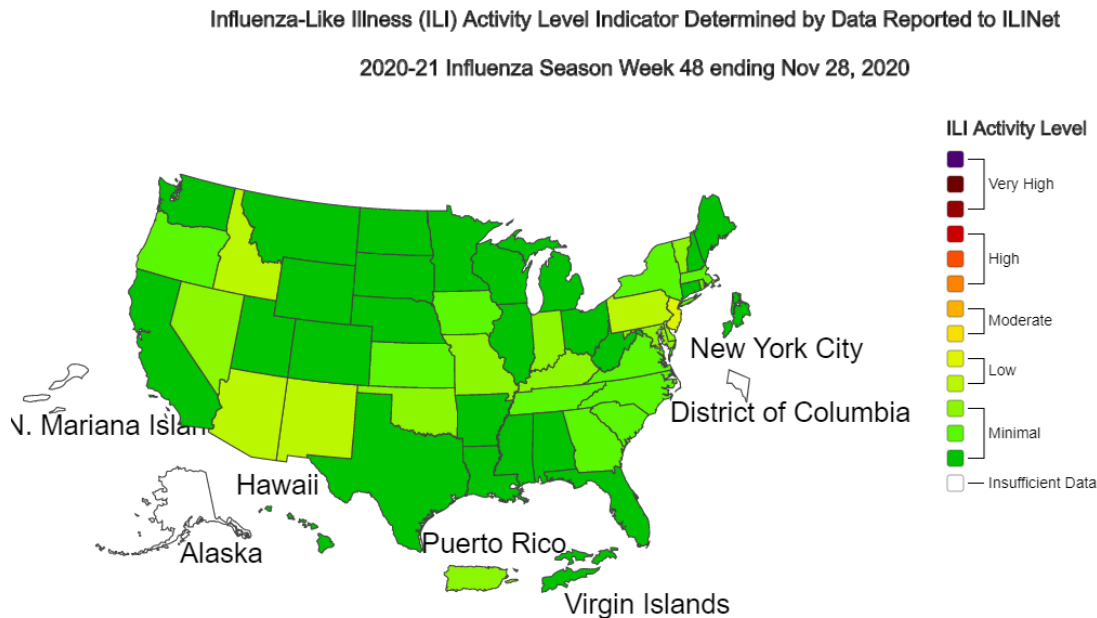 Influenza-Like Illness (ILI) Activity Level Indicator Determined by Data Reported to ILINet
2020-21 Influenza Season Week 48 ending Nov 28, 2020
ILI Activity Level
Very High
High
Moderate
Low
Minimal
Insufficient Data
New York City
District of Columbia
N. Mariana Islan
Hawaii
Alaska
Puerto Rico
Virgin Islands